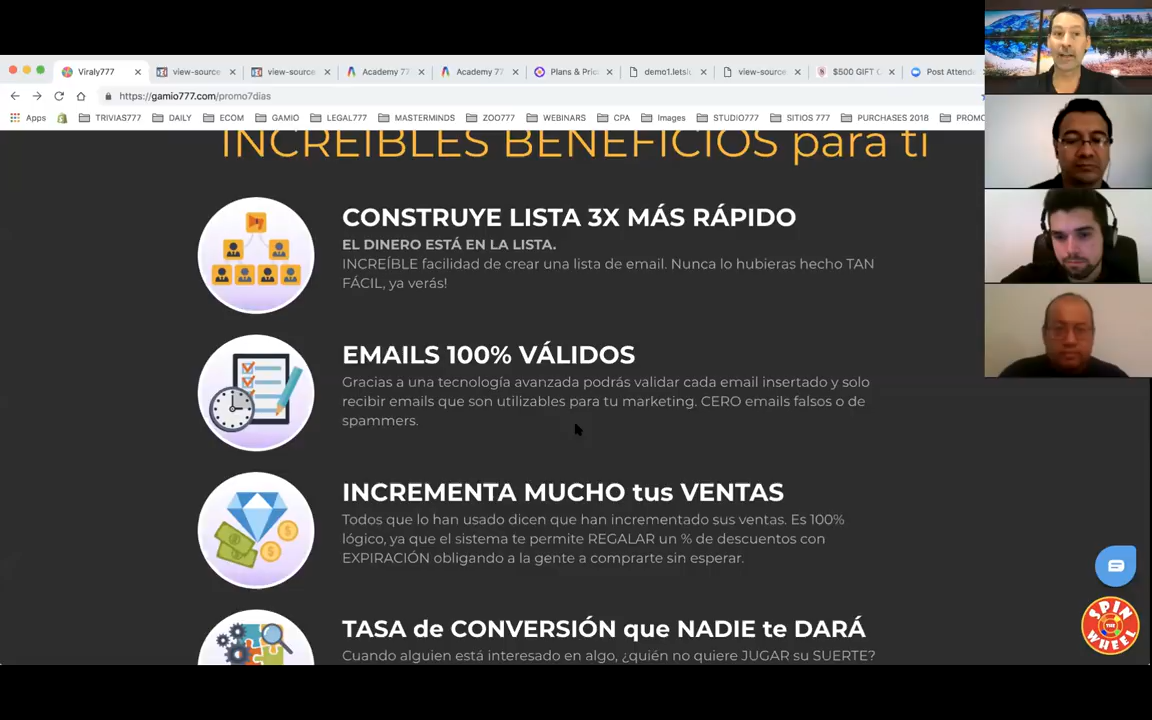 Viraly777
view-source
view-source
Academy 77
Academy 77
Plans & Pric
demo1.letsl
view-source
$500 GIFT C
Post Attende
https://gamio777.com/promo7dias
Apps
TRIVIAS777
DAILY
ECOM
GAMIO
LEGAL777
MASTERMINDS
ZOO777
WEBINARS
CPA
Images
STUDIO777
SITIOS 777
PURCHASES 2018
PROMO
INCREÍBLES BENEFICIOS para ti
CONSTRUYE LISTA 3X MÁS RÁPIDO
EL DINERO ESTÁ EN LA LISTA.
INCREÍBLE facilidad de crear una lista de email. Nunca lo hubieras hecho TAN
FÁCIL, ya verás!
EMAILS 100% VÁLIDOS
Gracias a una tecnología avanzada podrás validar cada email insertado y solo
recibir emails que son utilizables para tu marketing. CERO emails falsos o de
spammers.
INCREMENTA MUCHO tus VENTAS
Todos que lo han usado dicen que han incrementado sus ventas. Es 100%
lógico, ya que el sistema te permite REGALAR un % de descuentos con
EXPIRACIÓN obligando a la gente a comprarte sin esperar.
TASA de CONVERSIÓN que NADIE te DARÁ
Cuando alguien está interesado en algo, ¿quién no quiere JUGAR su SUERTE?
SPIN
THE
WHEEL